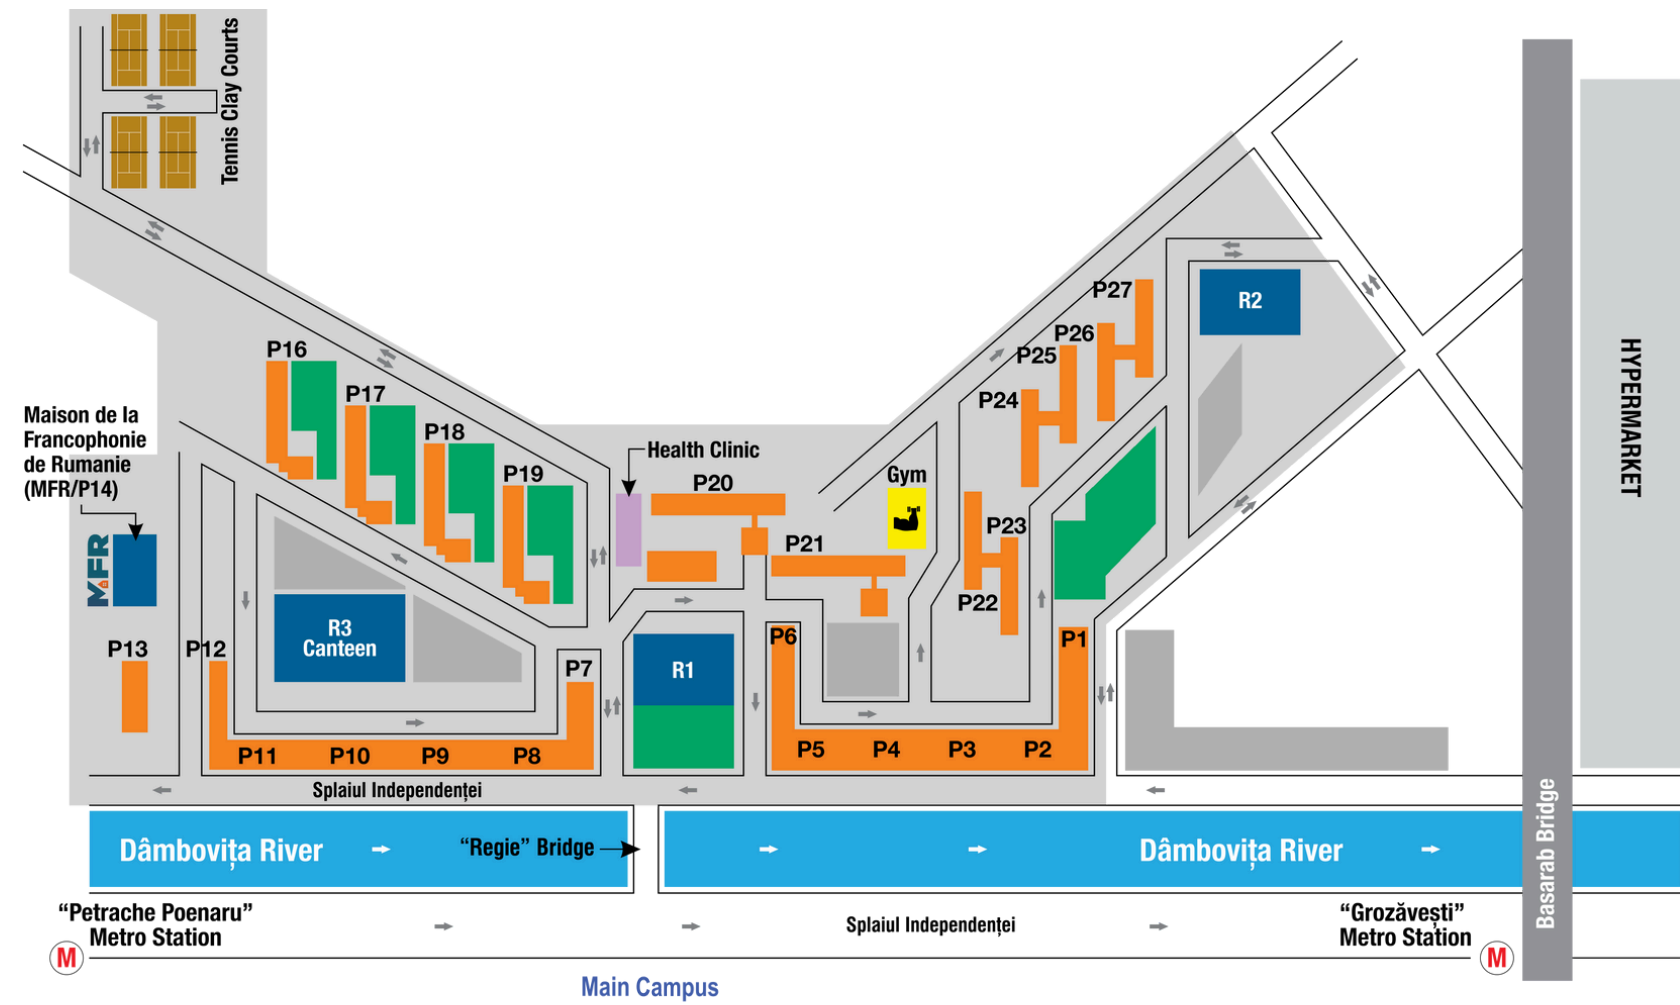 Tennis Clay Courts
P27
R2
P26
P16
P25
HYPERMARKET
P17
P24
Maison de la
Francophonie
de Rumanie
(MFR/P14)
P18
Health Clinic
P19
Gym
P20
P23
P21
MFR
P22
R3
Canteen
P6
P1
P13
P12
P7
R1
P11
P10
P9
P8
P5
P4
P3
P2
Splaiul Independenței
Basarab Bridge
Dâmbovița River
“Regie” Bridge
Dâmbovița River
“Petrache Poenaru”
Metro Station
M
Splaiul Independenței
“Grozăvești”
Metro Station
M
Main Campus